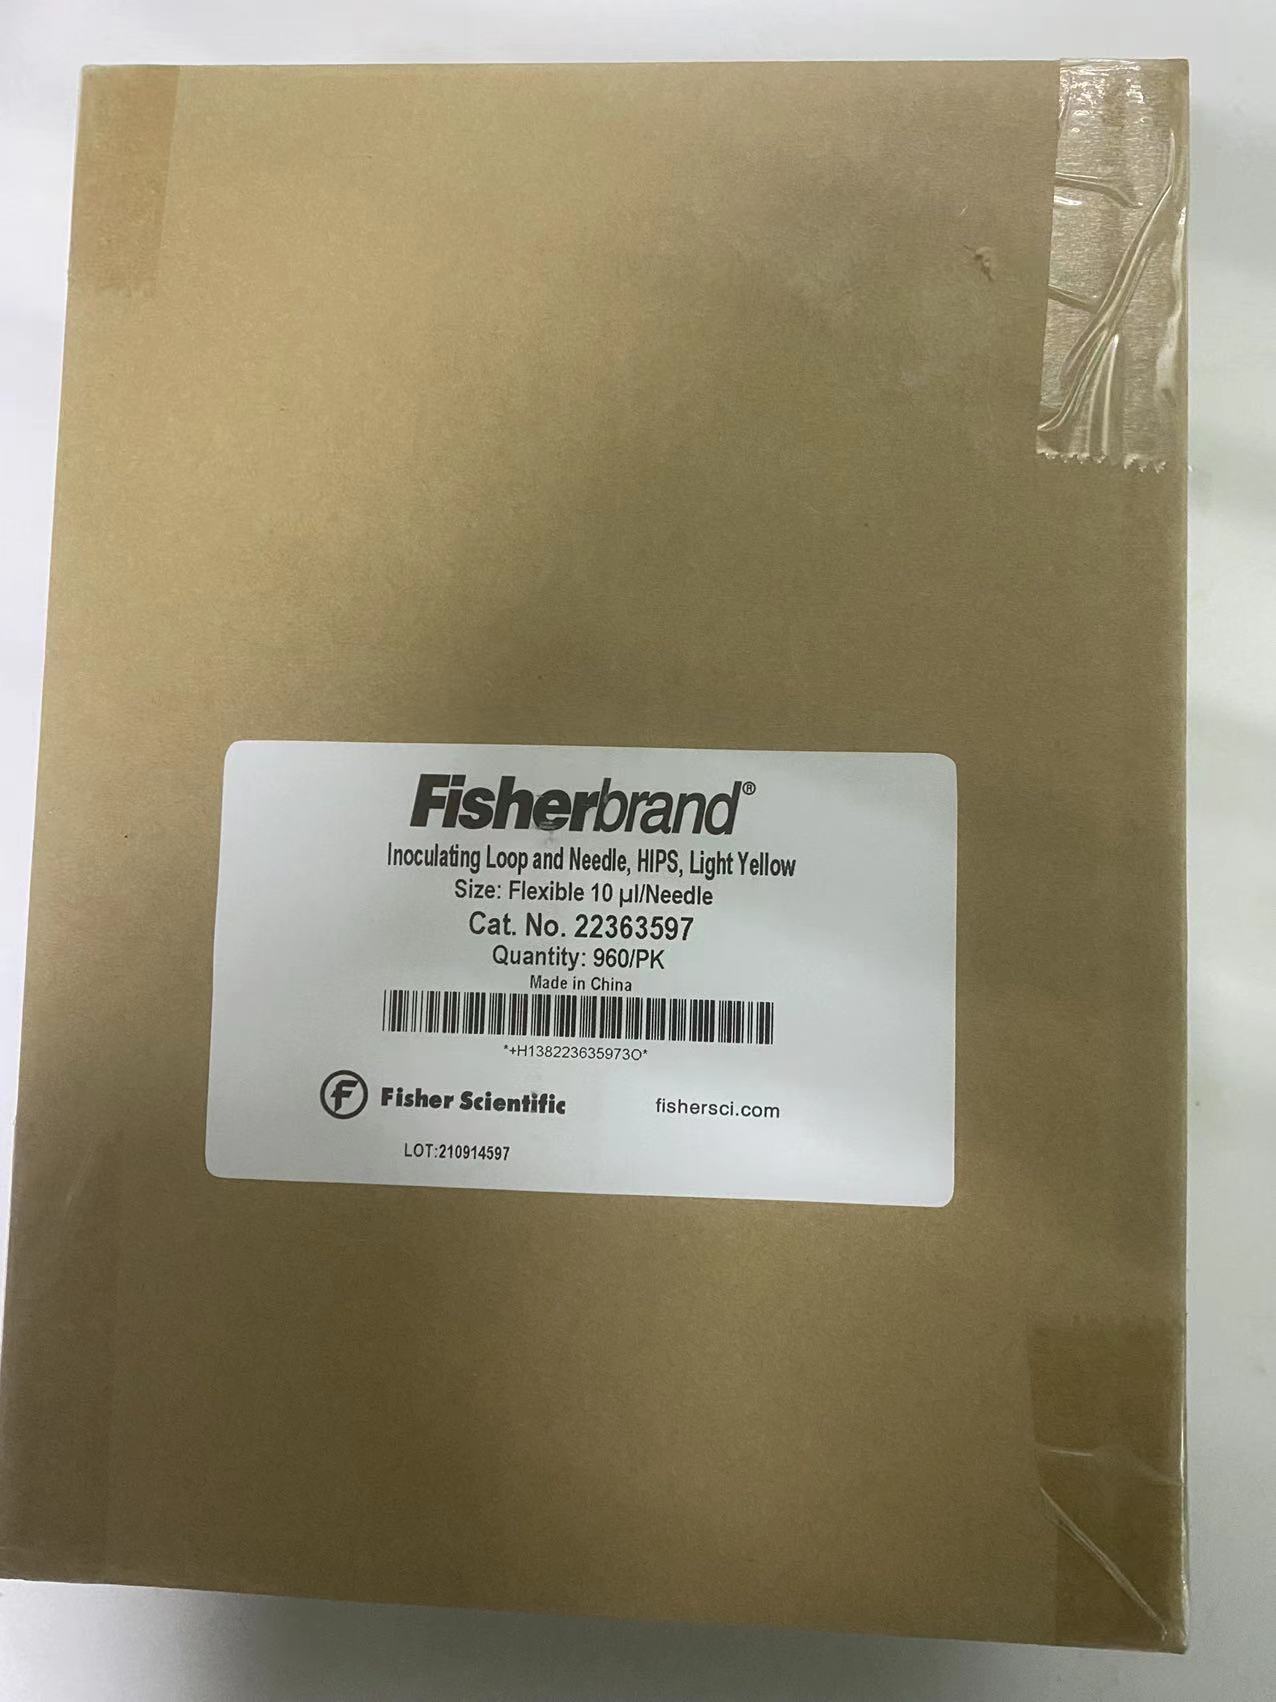 Fisherbrand®
Inoculating Loop and Needle, HIPS, Light Yellow
Size: Flexible 10 µl/Needle
Cat. No. 22363597
Quantity: 960/PK
Made in China
*+H138223635973O*
F Fisher Scientific
fishersci.com
LOT:210914597